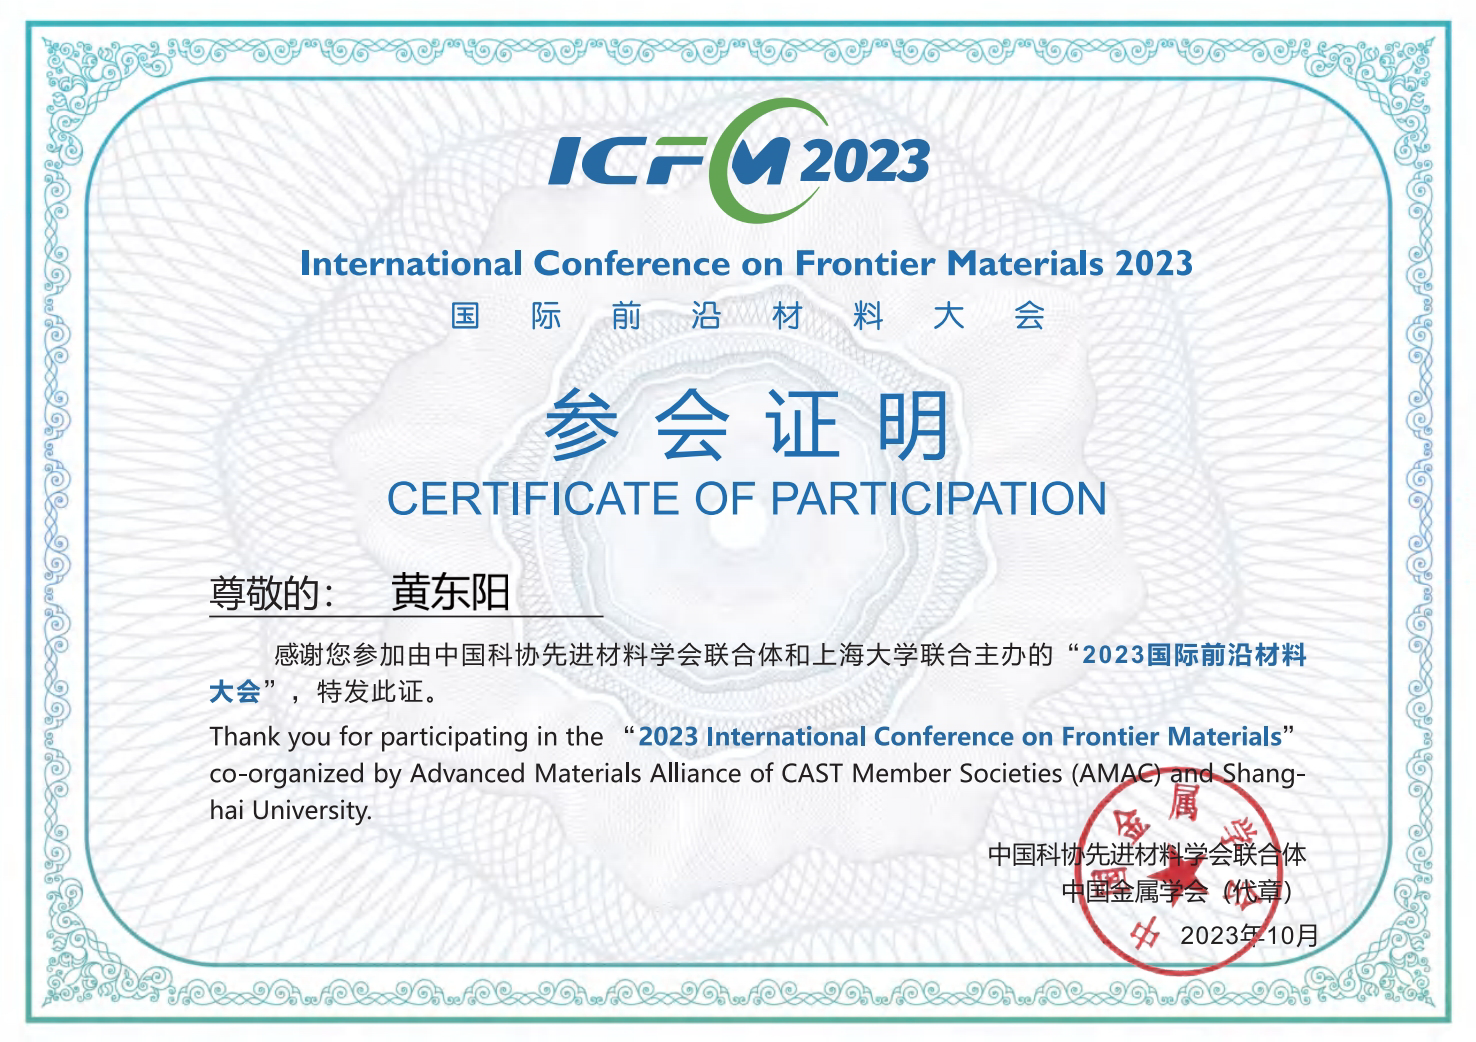 ICFM 2023
International Conference on Frontier Materials 2023
国际前沿材料大会
参会证明
CERTIFICATE OF PARTICIPATION
尊敬的： 黄东阳
感谢您参加由中国科协先进材料学会联合体和上海大学联合主办的“2023国际前沿材料
大会”，特发此证。
Thank you for participating in the “2023 International Conference on Frontier Materials”
co-organized by Advanced Materials Alliance of CAST Member Societies (AMAC) and Shang-
hai University.
中国科协先进材料学会联合体
中国金属学会（代章）
2023年10月
中国金属学会